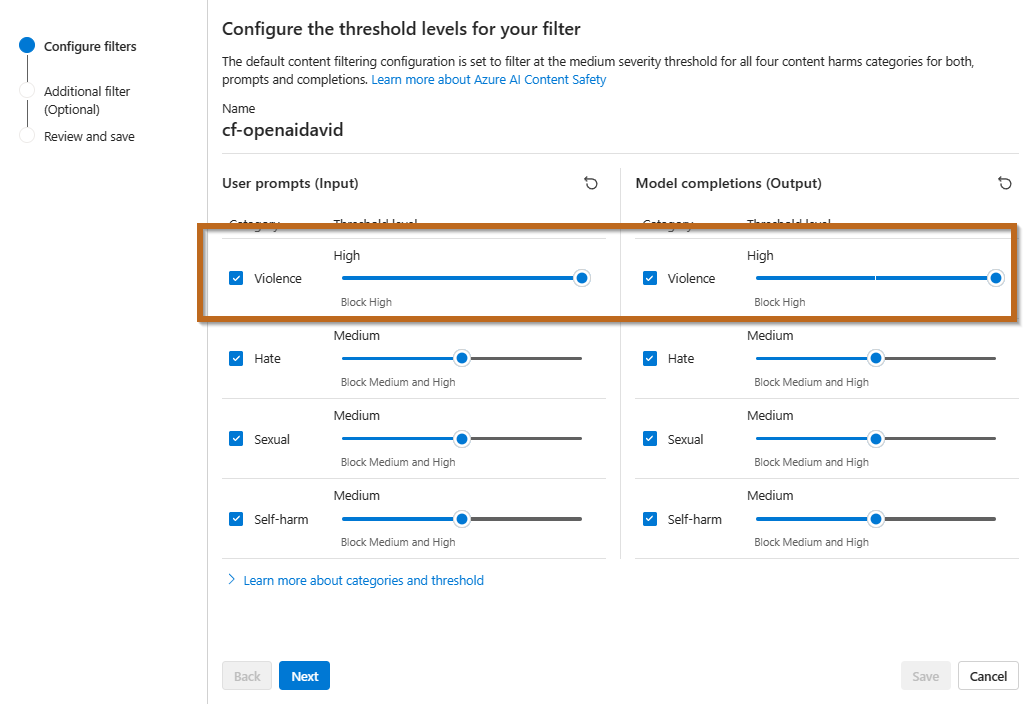 Configure filters
Additional filter
(Optional)
Review and save
Configure the threshold levels for your filter
The default content filtering configuration is set to filter at the medium severity threshold for all four content harms categories for both,
prompts and completions. Learn more about Azure AI Content Safety
Name
cf-openaidavid
User prompts (Input)
Category Threshold level
High
Violence
Block High
Medium
Hate
Block Medium and High
Medium
Sexual
Block Medium and High
Medium
Self-harm
Block Medium and High
Model completions (Output)
Category Threshold level
High
Violence
Block High
Medium
Hate
Block Medium and High
Medium
Sexual
Block Medium and High
Medium
Self-harm
Block Medium and High
Learn more about categories and threshold
Back Next Save Cancel